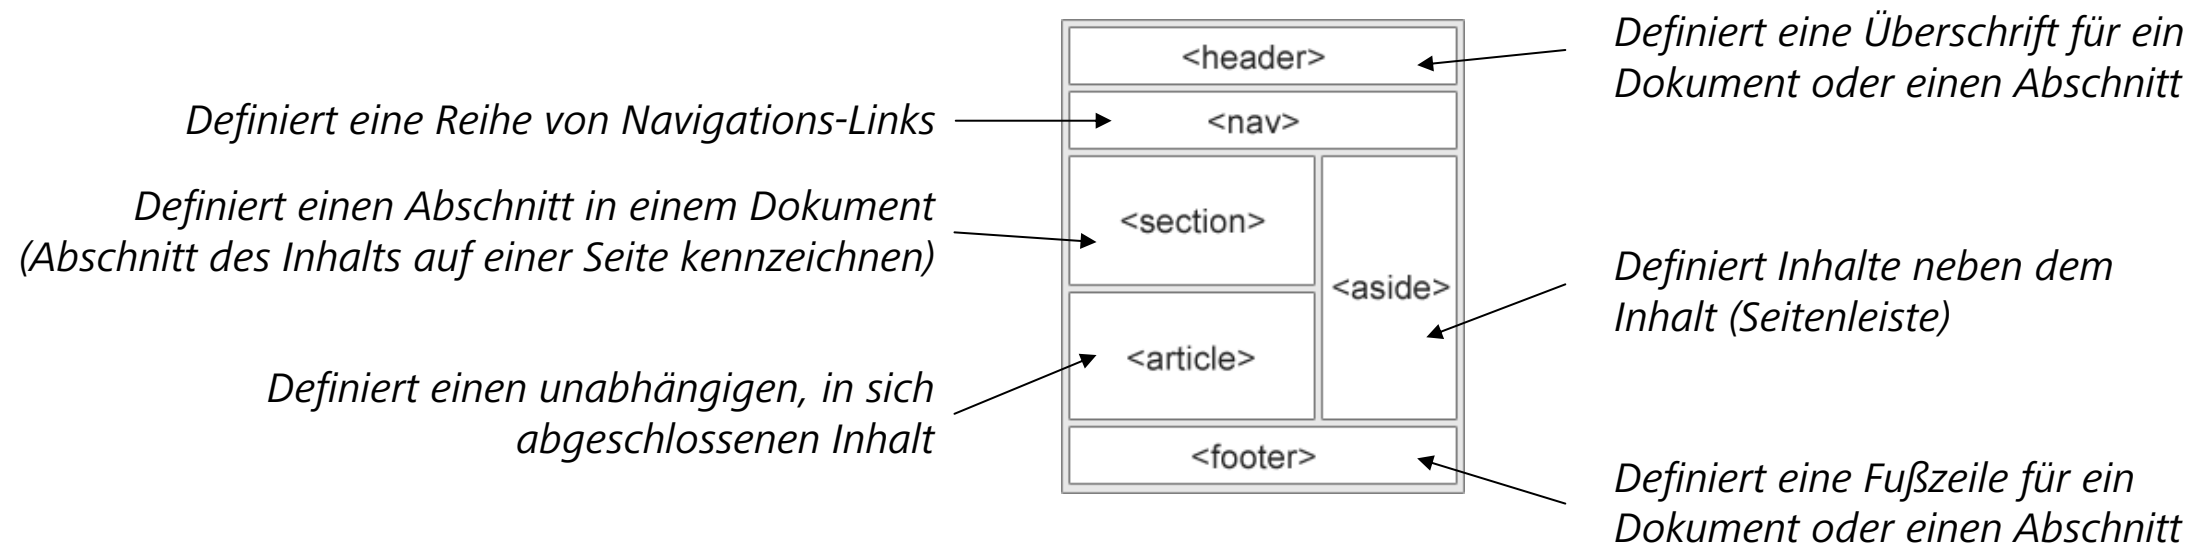 Definiert eine Überschrift für ein
Dokument oder einen Abschnitt
<header>
Definiert eine Reihe von Navigations-Links
<nav>
Definiert einen Abschnitt in einem Dokument
(Abschnitt des Inhalts auf einer Seite kennzeichnen)
<section>
Definiert Inhalte neben dem
Inhalt (Seitenleiste)
<aside>
Definiert einen unabhängigen, in sich
abgeschlossenen Inhalt
<article>
<footer>
Definiert eine Fußzeile für ein
Dokument oder einen Abschnitt